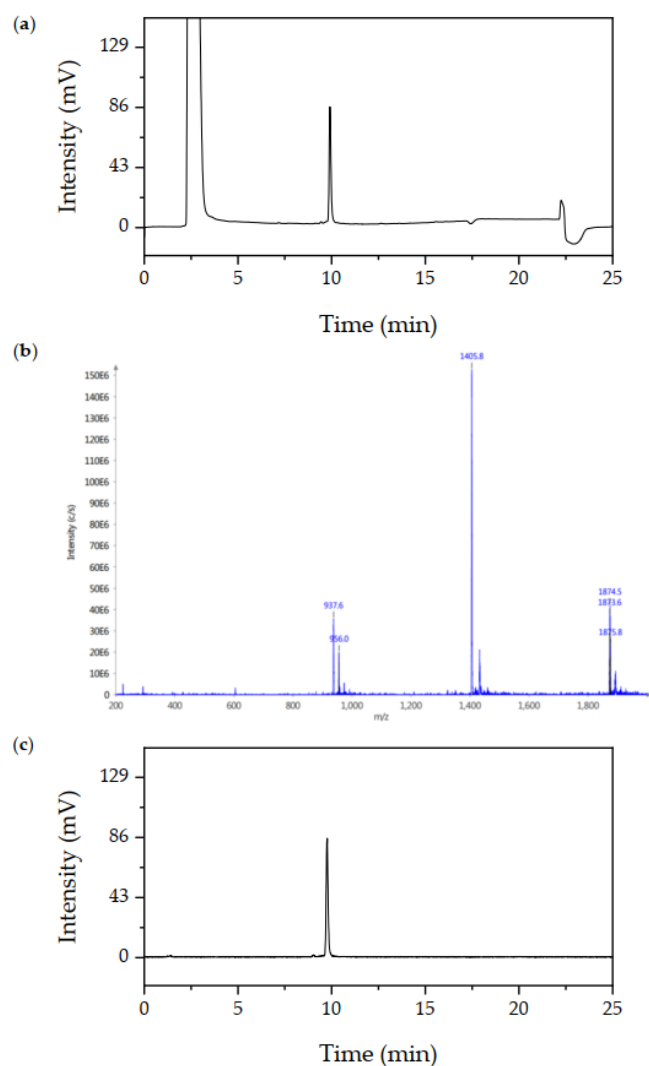 (a)
129
86
43
0
Intensity (mV)
0 5 10 15 20 25
Time (min)
(b)
150E6
140E6
130E6
120E6
110E6
100E6
90E6
80E6
70E6
60E6
50E6
40E6
30E6
20E6
10E6
0
Intensity (c/s)
1405.8
937.6
956.0
1874.5
1873.6
1875.8
200 400 600 800 1,000 1,200 1,400 1,600 1,800
m/z
(c)
129
86
43
0
Intensity (mV)
0 5 10 15 20 25
Time (min)